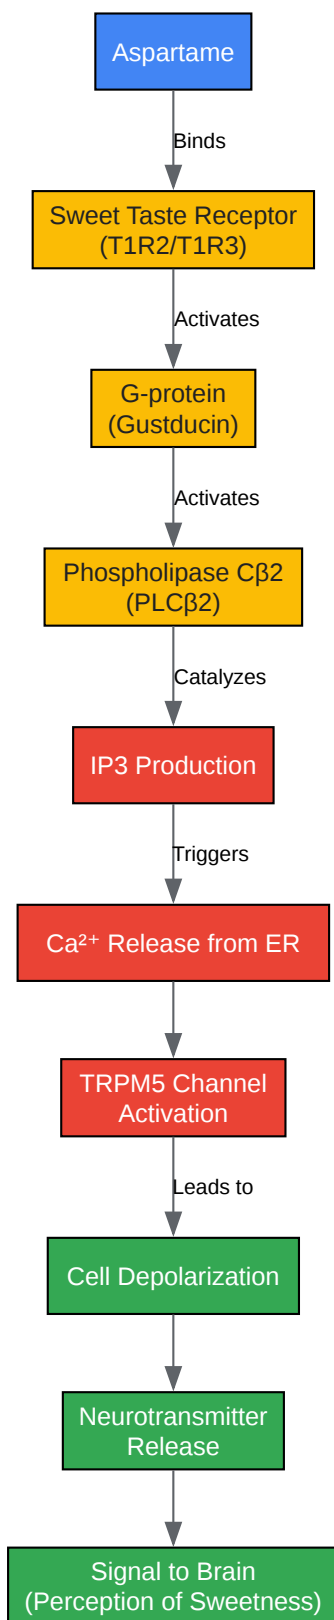 Aspartame
Binds
Sweet Taste Receptor
(T1R2/T1R3)
Activates
G-protein
(Gustducin)
Activates
Phospholipase Cβ2
(PLCβ2)
Catalyzes
IP3 Production
Triggers
Ca²⁺ Release from ER
TRPM5 Channel
Activation
Leads to
Cell Depolarization
Neurotransmitter
Release
Signal to Brain
(Perception of Sweetness)